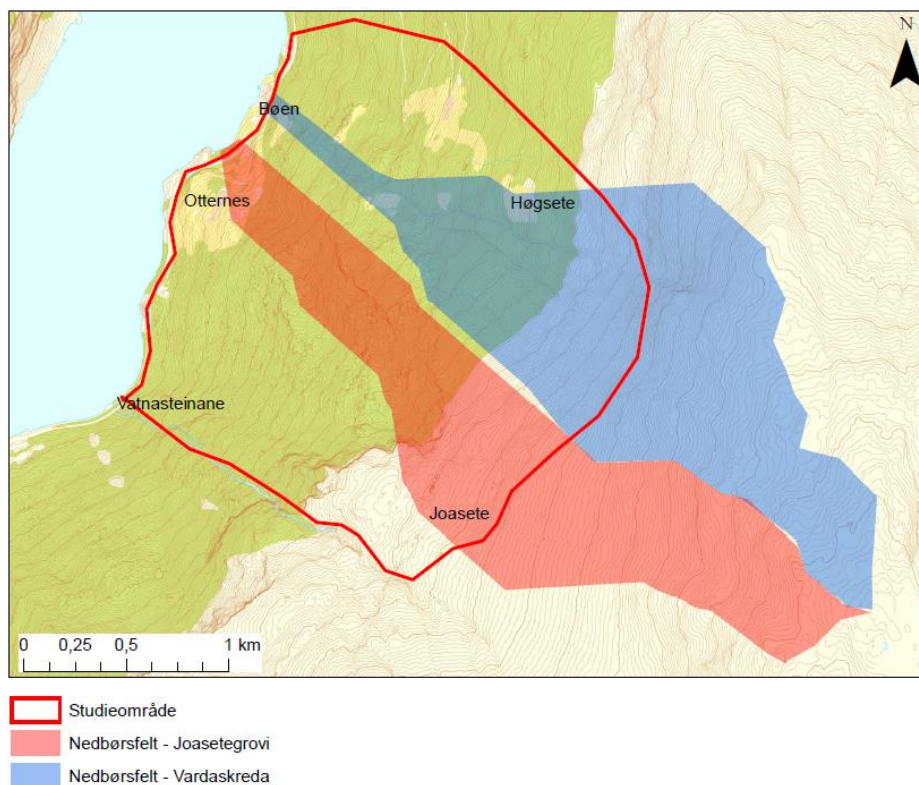 N
Bøen
Otternes
Høgsete
Vatnasteinane
Joasete
0 0,25 0,5 1 km
Studieområde
Nedbørsfelt - Joasetegrovi
Nedbørsfelt - Vardaskreda